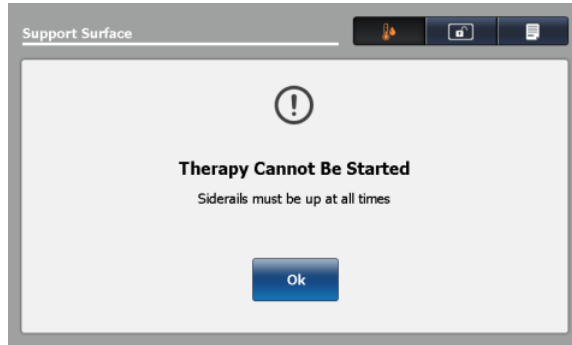 Support Surface
Therapy Cannot Be Started
Siderails must be up at all times
Ok